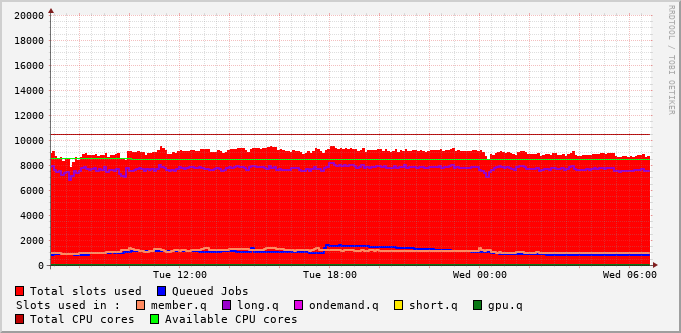 RRDTOOL / TOBI OETIKER
20000
18000
16000
14000
12000
10000
8000
6000
4000
2000
0
Tue 12:00 Tue 18:00 Wed 00:00 Wed 06:00
Total slots used Queued Jobs
Slots used in : member.q long.q ondemand.q short.q gpu.q
Total CPU cores Available CPU cores